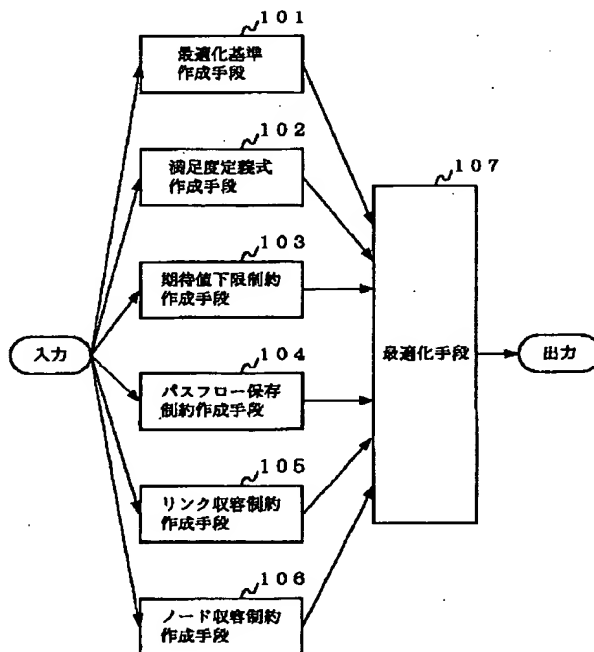 101
最適化基準
作成手段
102
満足度定義式
作成手段
107
103
期待値下限制約
作成手段
入力
最適化手段
出力
104
パスフロー保存
制約作成手段
105
リンク収容制約
作成手段
106
ノード収容制約
作成手段